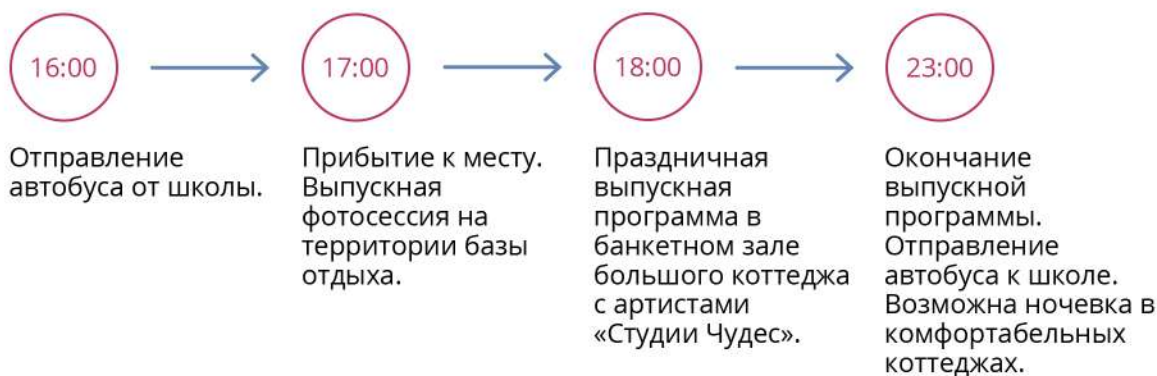 16:00
Отправление
автобуса от школы.
17:00
Прибытие к месту.
Выпускная
фотосессия на
территории базы
отдыха.
18:00
Праздничная
выпускная
программа в
банкетном зале
большого коттеджа
с артистами
«Студии Чудес».
23:00
Окончание
выпускной
программы.
Отправление
автобуса к школе.
Возможна ночевка в
комфортабельных
коттеджах.